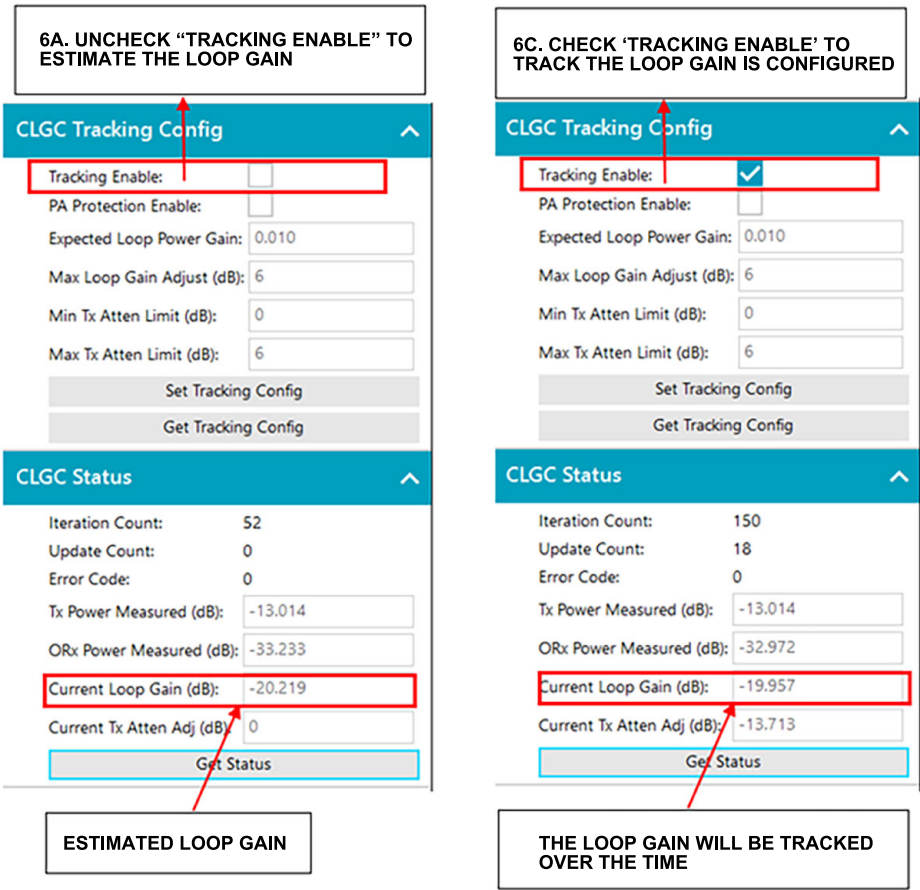 6A. UNCHECK “TRACKING ENABLE” TO
ESTIMATE THE LOOP GAIN
CLGC Tracking Config
Tracking Enable:
PA Protection Enable:
Expected Loop Power Gain: 0.010
Max Loop Gain Adjust (dB): 6
Min Tx Atten Limit (dB): 0
Max Tx Atten Limit (dB): 6
Set Tracking Config
Get Tracking Config
CLGC Status
Iteration Count: 52
Update Count: 0
Error Code: 0
Tx Power Measured (dB): -13.014
ORx Power Measured (dB): -33.233
Current Loop Gain (dB): -20.219
Current Tx Atten Adj (dB): 0
Get Status
ESTIMATED LOOP GAIN
6C. CHECK ‘TRACKING ENABLE’ TO
TRACK THE LOOP GAIN IS CONFIGURED
CLGC Tracking Config
Tracking Enable:
PA Protection Enable:
Expected Loop Power Gain: 0.010
Max Loop Gain Adjust (dB): 6
Min Tx Atten Limit (dB): 0
Max Tx Atten Limit (dB): 6
Set Tracking Config
Get Tracking Config
CLGC Status
Iteration Count: 150
Update Count: 18
Error Code: 0
Tx Power Measured (dB): -13.014
ORx Power Measured (dB): -32.972
Current Loop Gain (dB): -19.957
Current Tx Atten Adj (dB): -13.713
Get Status
THE LOOP GAIN WILL BE TRACKED
OVER THE TIME